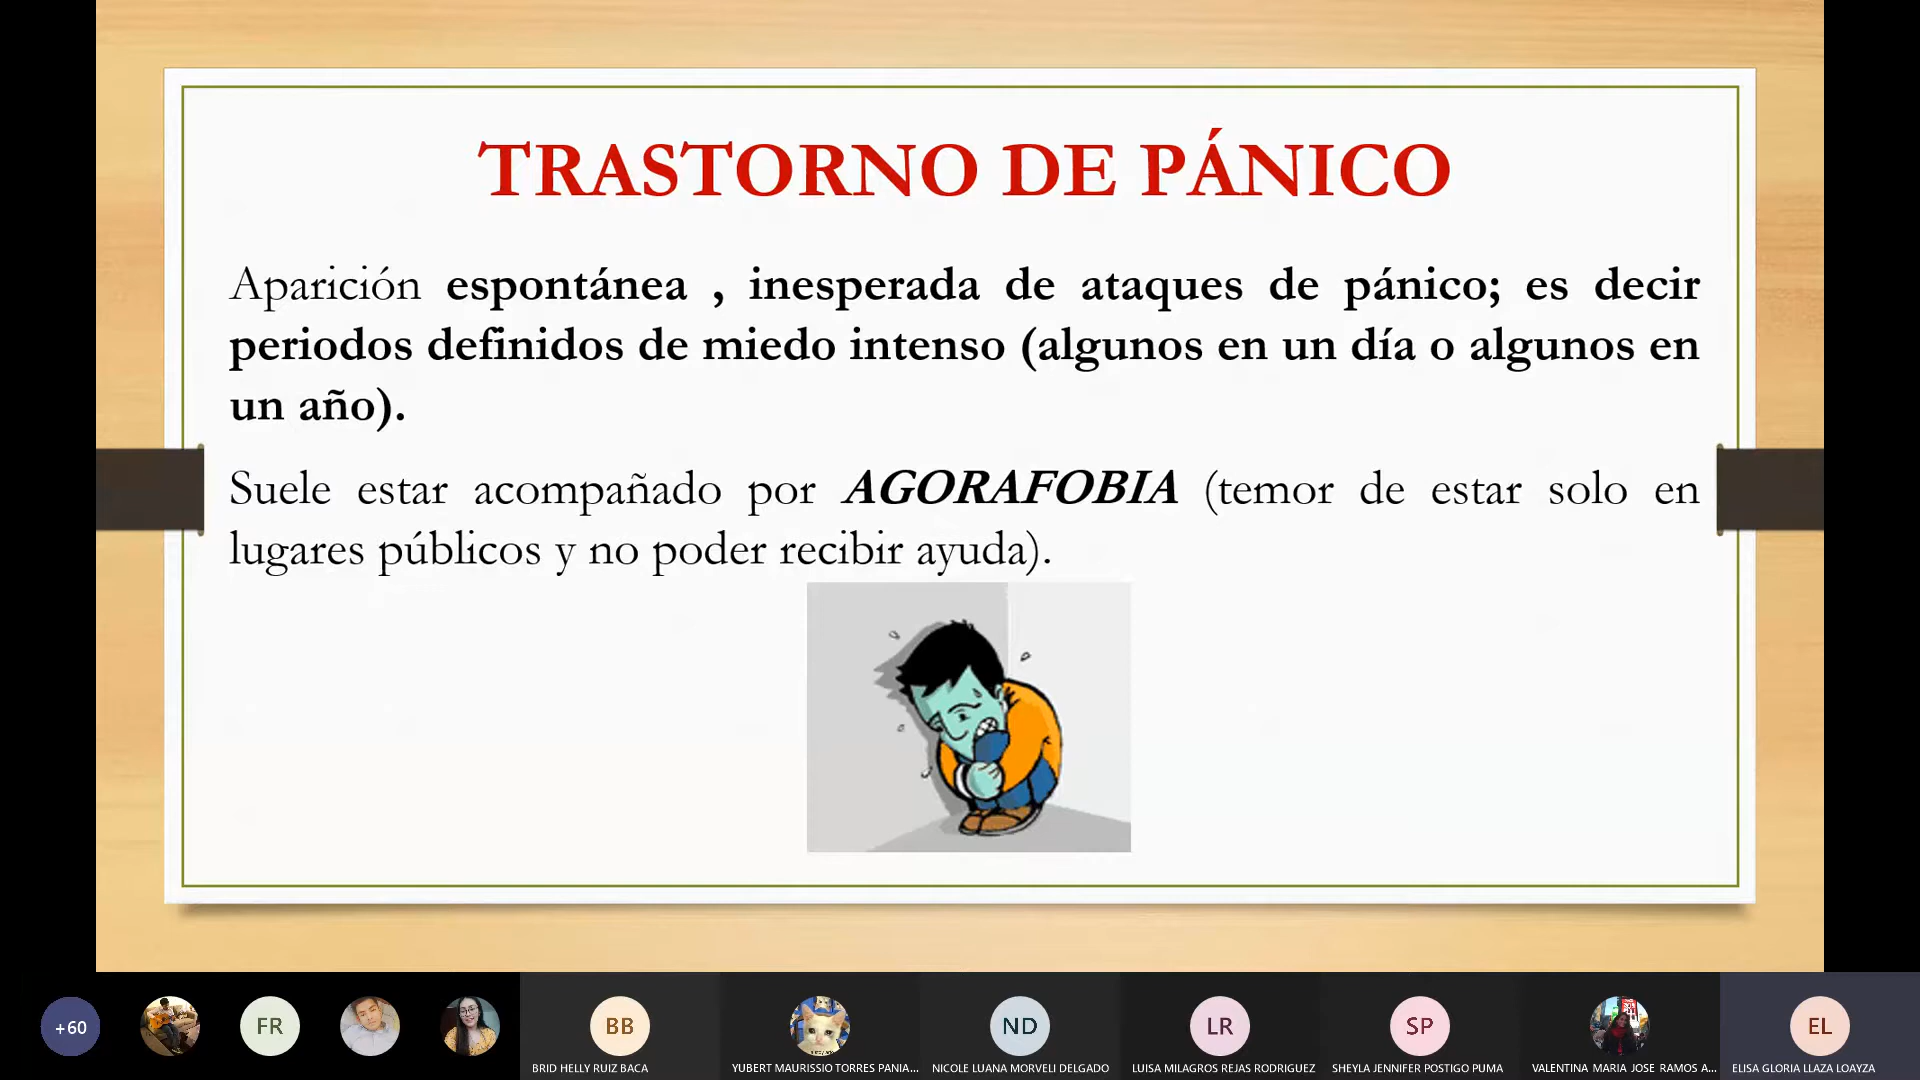 TRASTORNO DE PÁNICO
Aparición espontánea , inesperada de ataques de pánico; es decir
periodos definidos de miedo intenso (algunos en un día o algunos en
un año).
Suele estar acompañado por AGORAFOBIA (temor de estar solo en
lugares públicos y no poder recibir ayuda).
+60
FR
BB
ND
LR
SP
EL
BRID HELLY RUIZ BACA
YUBERT MAURISSIO TORRES PANIA...
NICOLE LUANA MORVELI DELGADO
LUISA MILAGROS REJAS RODRIGUEZ
SHEYLA JENNIFER POSTIGO PUMA
VALENTINA MARIA JOSE RAMOS A...
ELISA GLORIA LLAZA LOAYZA